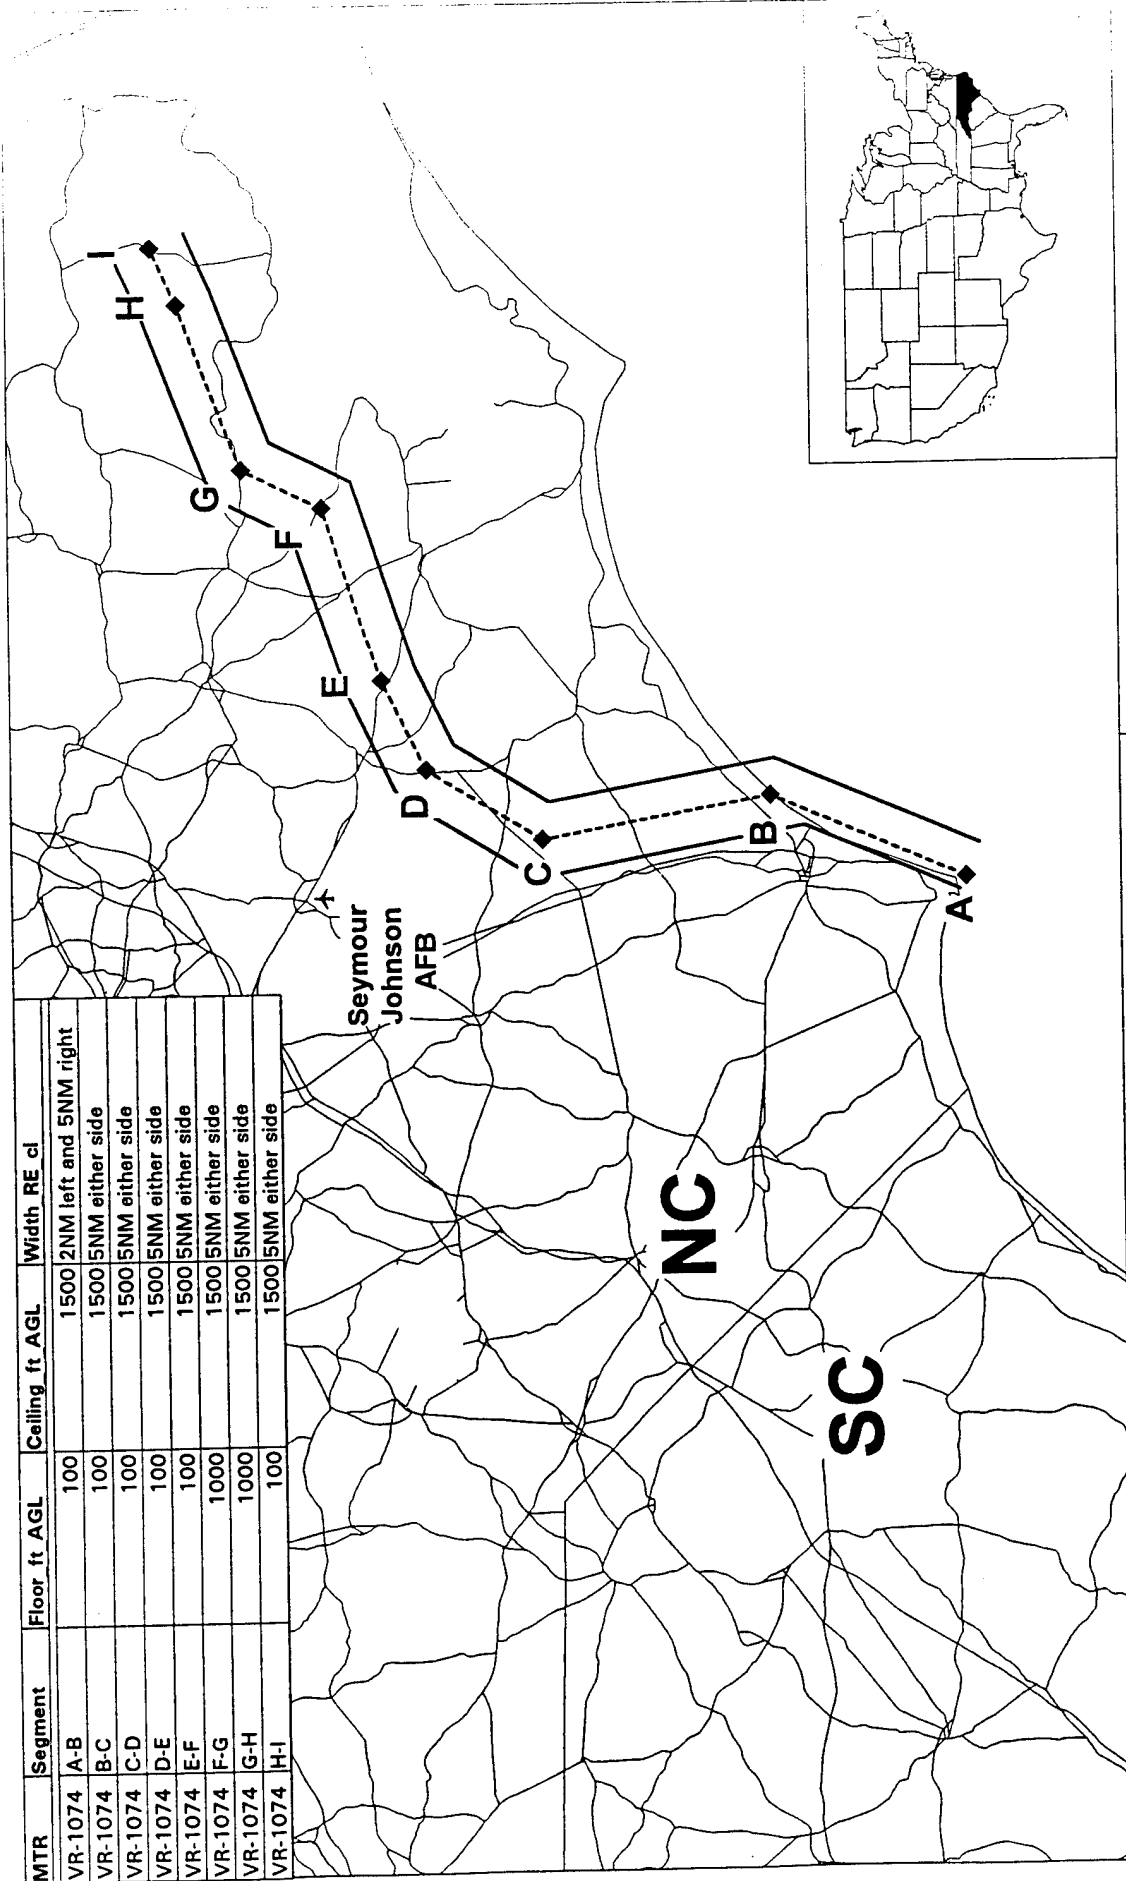 MTR Segment Floor ft AGL Ceiling ft AGL Width RE cl
VR-1074 A-B 100 1500 2NM left and 5NM right
VR-1074 B-C 100 1500 5NM either side
VR-1074 C-D 100 1500 5NM either side
VR-1074 D-E 100 1500 5NM either side
VR-1074 E-F 100 1500 5NM either side
VR-1074 F-G 1000 1500 5NM either side
VR-1074 G-H 1000 1500 5NM either side
VR-1074 H-I 100 1500 5NM either side
I
H
G
F
E
D
C
B
A
Seymour
Johnson
AFB
NC
SC